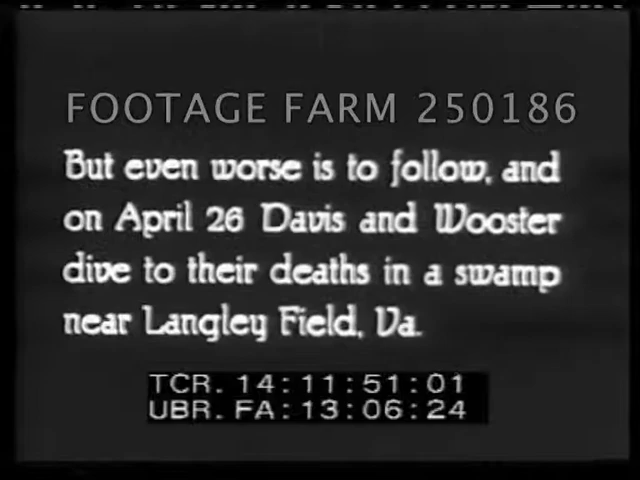 FOOTAGE FARM 250186
But even worse is to follow, and
on April 26 Davis and Wooster
dive to their deaths in a swamp
near Langley Field, Va.
TCR. 14:11:51:01
UBR. FA:13:06:24